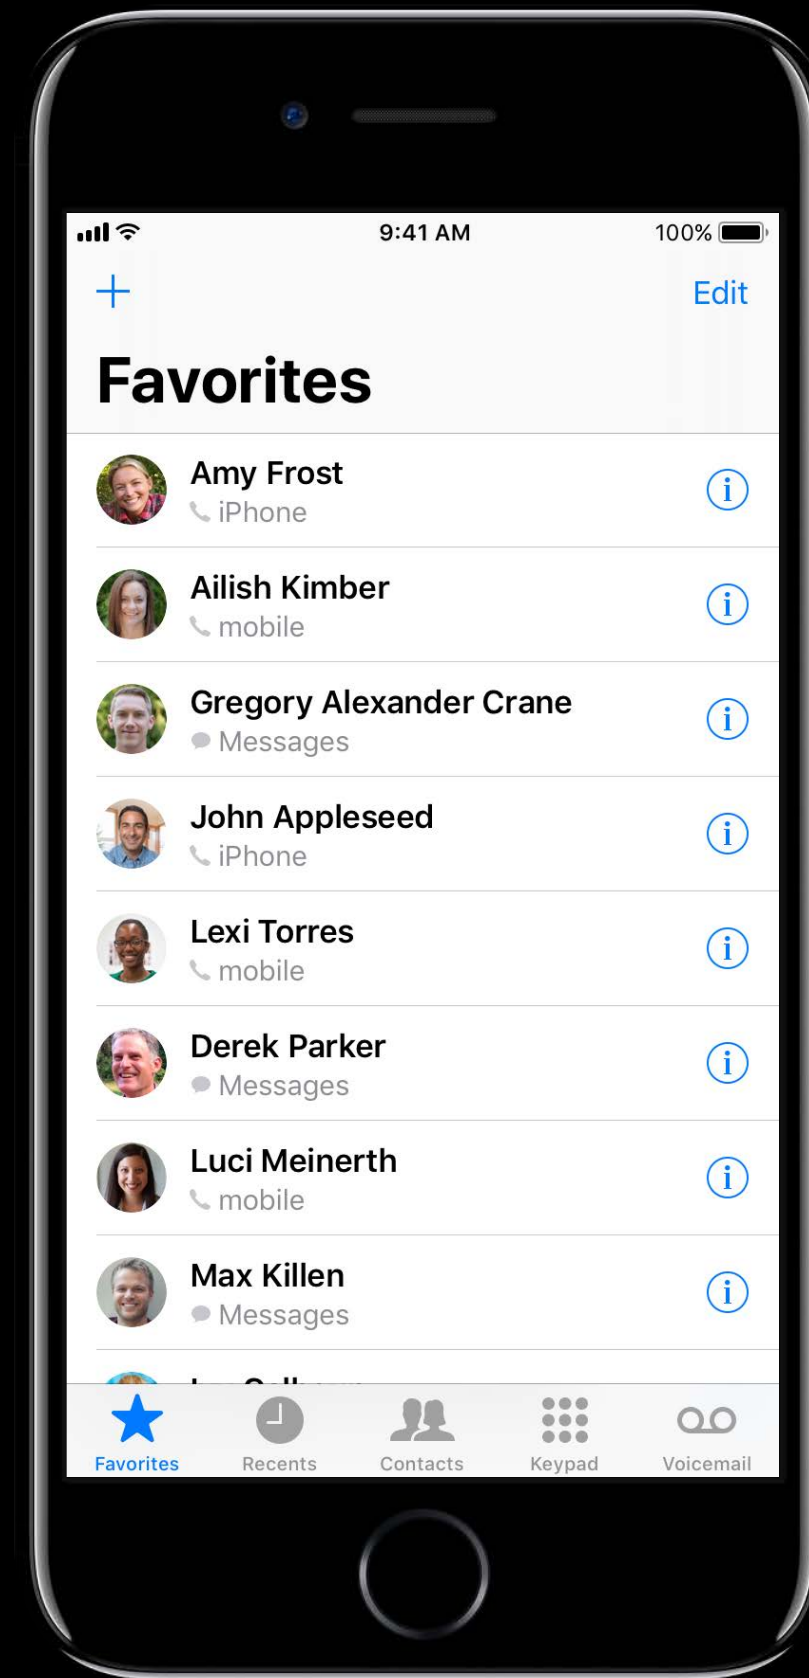 9:41 AM 100%
Edit
Favorites
Amy Frost
iPhone
Ailish Kimber
mobile
Gregory Alexander Crane
Messages
John Appleseed
iPhone
Lexi Torres
mobile
Derek Parker
Messages
Luci Meinerth
mobile
Max Killen
Messages
Favorites Recents Contacts Keypad Voicemail